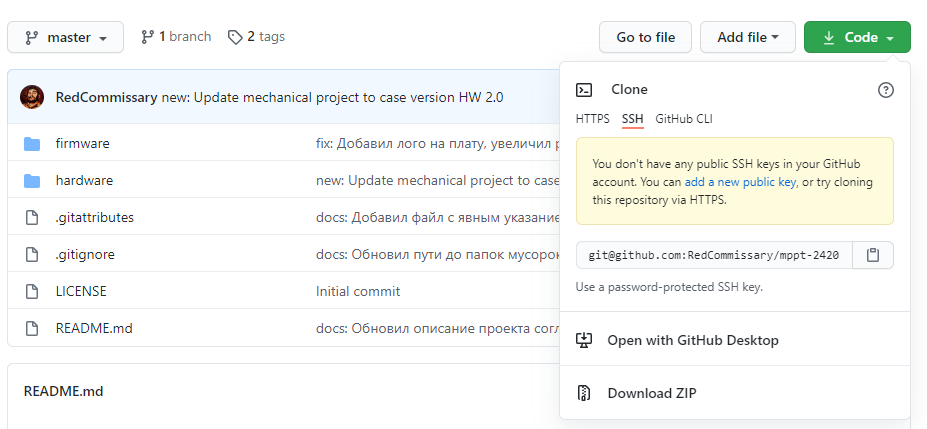 master
1 branch
2 tags
Go to file
Add file
Code
RedCommissary new: Update mechanical project to case version HW 2.0
firmware
fix: Добавил лого на плату, увеличил
hardware
new: Update mechanical project to case
.gitattributes
docs: Добавил файл с явным указание
.gitignore
docs: Обновил пути до папок мусорок
LICENSE
Initial commit
README.md
docs: Обновил описание проекта согл
README.md
Clone
HTTPS SSH GitHub CLI
You don't have any public SSH keys in your GitHub
account. You can add a new public key, or try cloning
this repository via HTTPS.
git@github.com:RedCommissary/mppt-2420
Use a password-protected SSH key.
Open with GitHub Desktop
Download ZIP